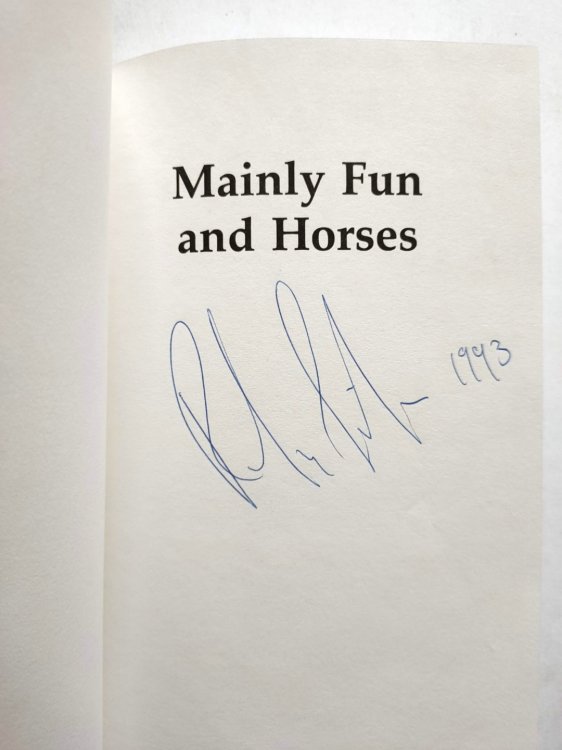 Mainly Fun
and Horses
1993